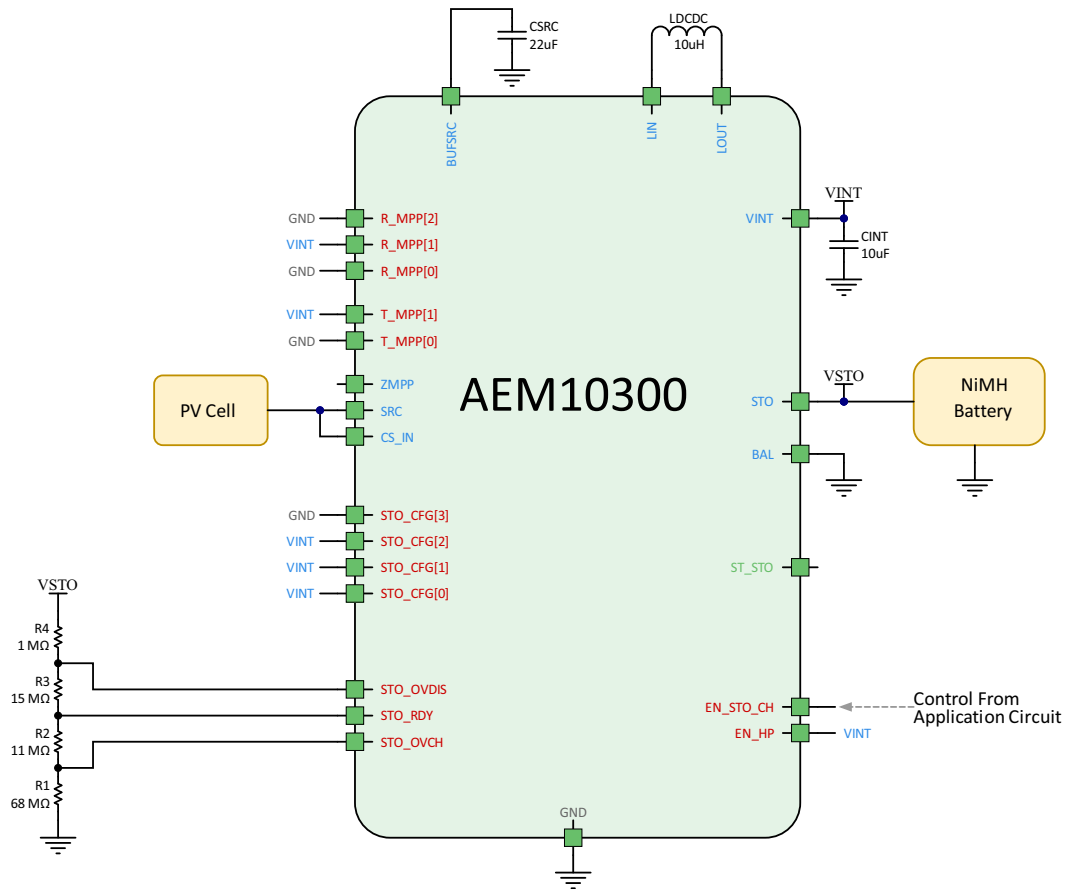 CSRC
22uF
LDCDC
10uH
BUFSRC
LIN
LOUT
GND
R_MPP[2]
VINT
R_MPP[1]
GND
R_MPP[0]
VINT
T_MPP[1]
GND
T_MPP[0]
ZMPP
PV Cell
SRC
CS_IN
AEM10300
VINT
VINT
CINT
10uF
STO
VSTO
NiMH
Battery
BAL
GND
STO_CFG[3]
VINT
STO_CFG[2]
VINT
STO_CFG[1]
VINT
STO_CFG[0]
ST_STO
VSTO
R4
1 MΩ
R3
15 MΩ
R2
11 MΩ
R1
68 MΩ
STO_OVDIS
STO_RDY
STO_OVCH
EN_STO_CH
Control From
Application Circuit
EN_HP
VINT
GND